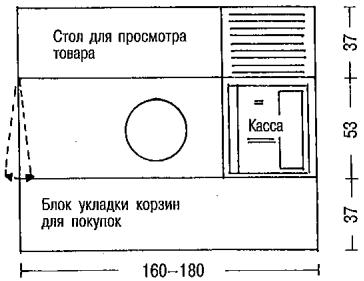 Стол для просмотра
товара
37
Касса
53
Блок укладки корзин
для покупок
37
160–180